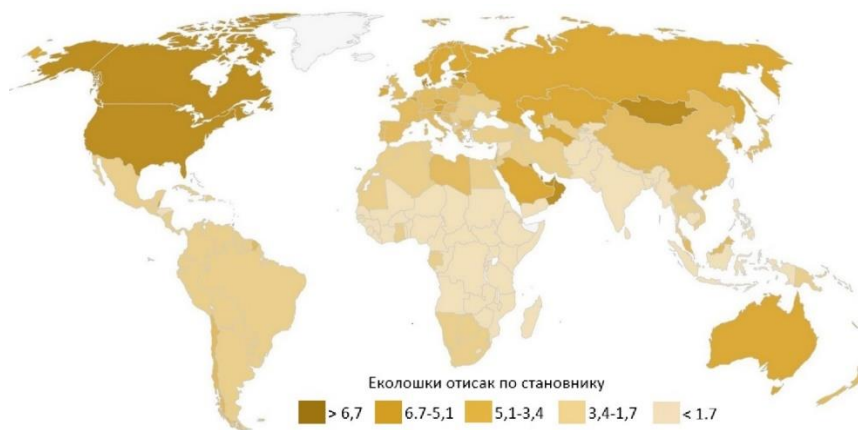 Еколошки отисак по становнику
> 6,7 6.7-5,1 5,1-3,4 3,4-1,7 < 1.7